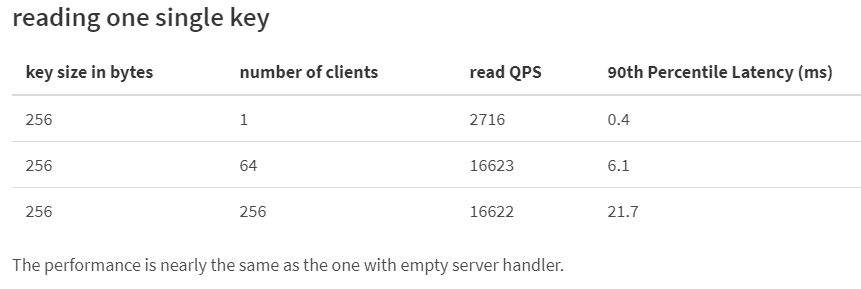 reading one single key
key size in bytes number of clients read QPS 90th Percentile Latency (ms)
256 1 2716 0.4
256 64 16623 6.1
256 256 16622 21.7
The performance is nearly the same as the one with empty server handler.